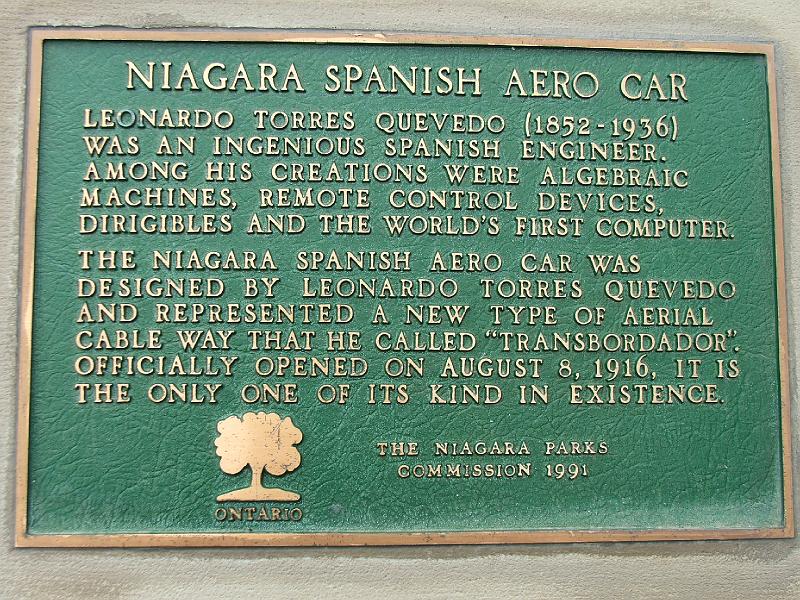 NIAGARA SPANISH AERO CAR
LEONARDO TORRES QUEVEDO (1852-1936)
WAS AN INGENIOUS SPANISH ENGINEER.
AMONG HIS CREATIONS WERE ALGEBRAIC
MACHINES, REMOTE CONTROL DEVICES,
DIRIGIBLES AND THE WORLD'S FIRST COMPUTER.
THE NIAGARA SPANISH AERO CAR WAS
DESIGNED BY LEONARDO TORRES QUEVEDO
AND REPRESENTED A NEW TYPE OF AERIAL
CABLE WAY THAT HE CALLED "TRANSBORDADOR".
OFFICIALLY OPENED ON AUGUST 8, 1916, IT IS
THE ONLY ONE OF ITS KIND IN EXISTENCE.
THE NIAGARA PARKS
COMMISSION 1991
ONTARIO